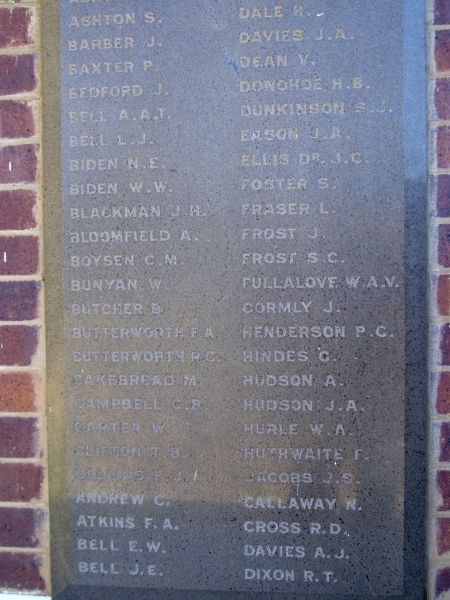 ASHTON S.
BARBER J.
BAXTER P.
BEDFORD J.
BELL A.A.T.
BELL L.J.
BIDEN N.E.
BIDEN W.W.
BLACKMAN J.H.
BLOOMFIELD A.
BOYSEN C.M.
BUNYAN W.
BUTCHER B.
BUTTERWORTH F.A.
BUTTERWORTH R.G.
CAKEBREAD M.
CAMPBELL C.R.
CARTER W.
CLIFTON T.B.
COLLINS F.J.
ANDREW C.
ATKINS F.A.
BELL E.W.
BELL J.E.
DALE H.
DAVIES J.A.
DEAN V.
DONOHOE H.B.
DUNKINSON S.J.
EASON J.A.
ELLIS DR. J.C.
FOSTER S.
FRASER L.
FROST J.
FROST S.C.
FULLALOVE W.A.V.
GORMLY J.
HENDERSON P.C.
HINDES G.
HUDSON A.
HUDSON J.A.
HURLE W.A.
HUTHWAITE F.
JACOBS J.S.
CALLAWAY N.
CROSS R.D.
DAVIES A.J.
DIXON R.T.